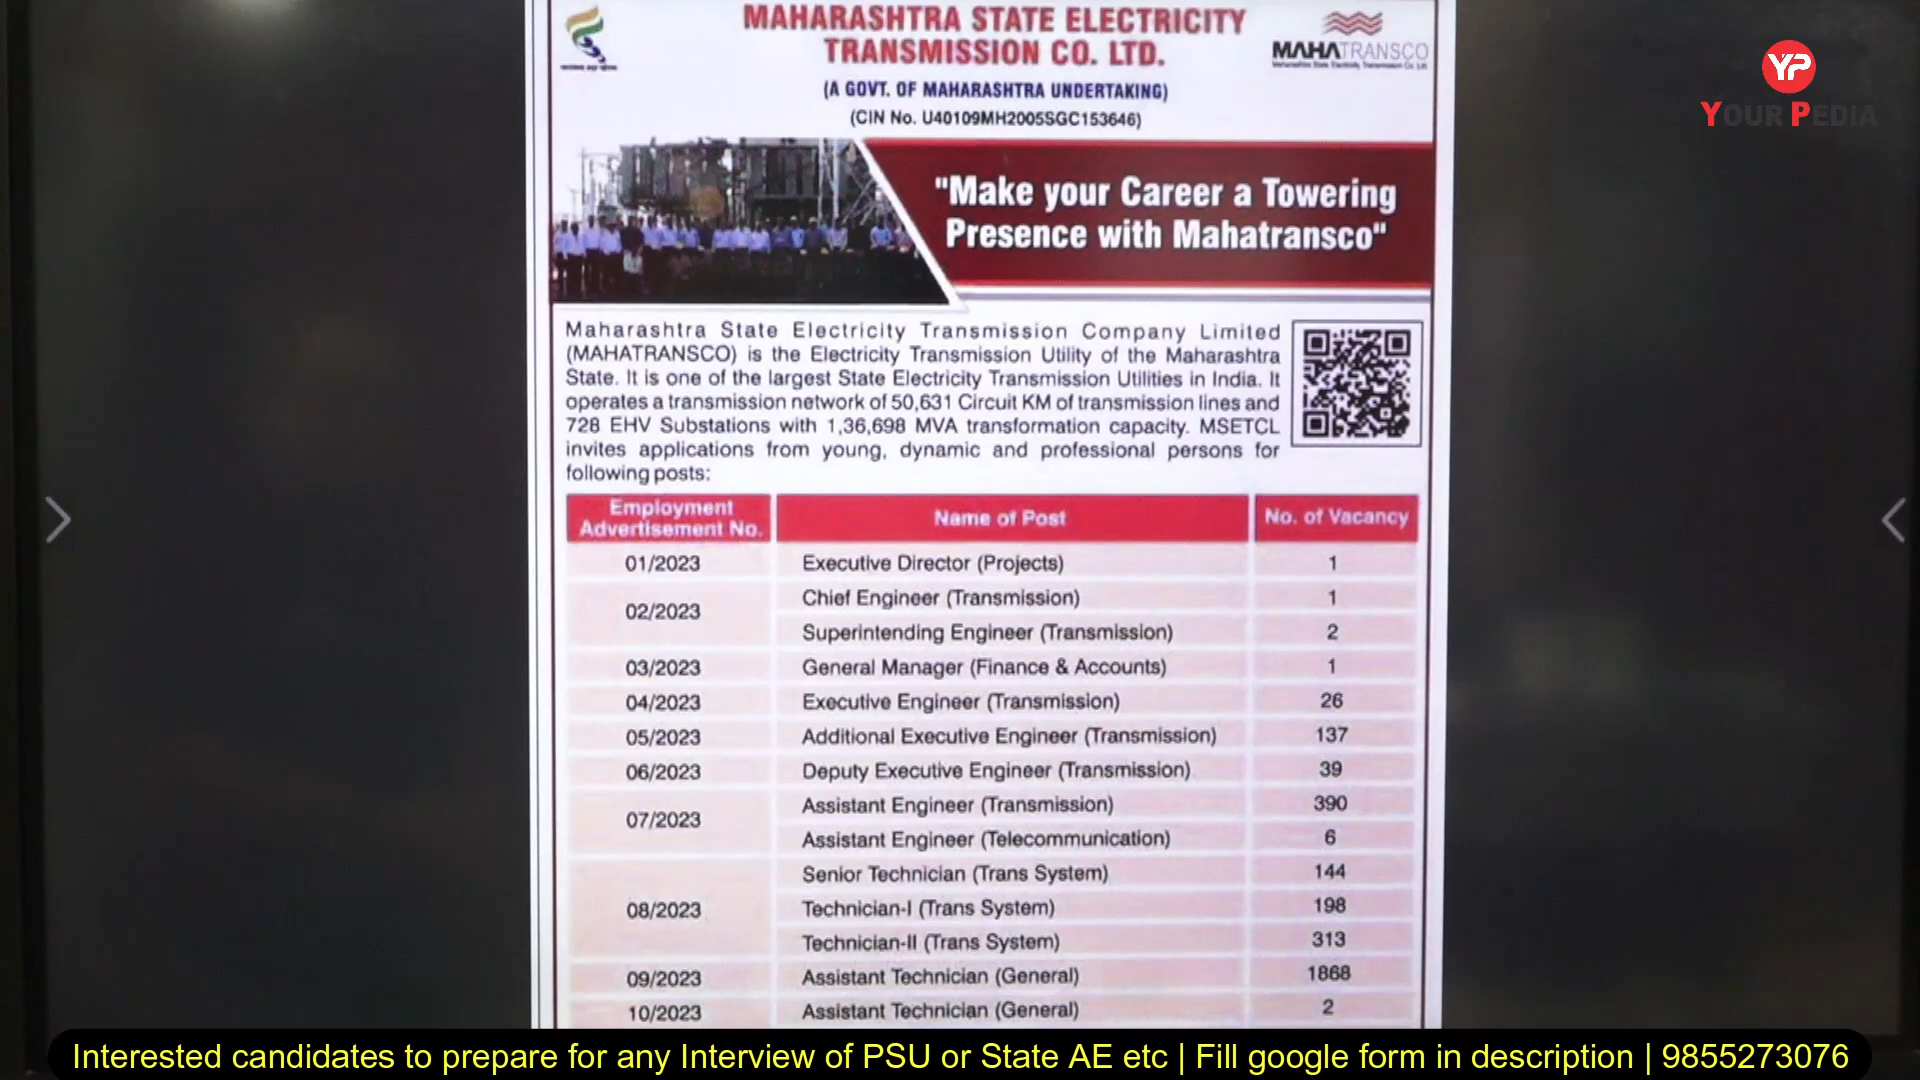 MAHARASHTRA STATE ELECTRICITY
TRANSMISSION CO. LTD.
(A GOVT. OF MAHARASHTRA UNDERTAKING)
(CIN No. U40109MH2005SGC153646)
MAHATRANSCO
Maharashtra State Electricity Transmission Co. Ltd.
YP
YOUR PEDIA
"Make your Career a Towering
Presence with Mahatransco"
Maharashtra State Electricity Transmission Company Limited
(MAHATRANSCO) is the Electricity Transmission Utility of the Maharashtra
State. It is one of the largest State Electricity Transmission Utilities in India. It
operates a transmission network of 50,631 Circuit KM of transmission lines and
728 EHV Substations with 1,36,698 MVA transformation capacity. MSETCL
invites applications from young, dynamic and professional persons for
following posts:
Employment
Advertisement No.
Name of Post
No. of Vacancy
01/2023 Executive Director (Projects) 1
02/2023
Chief Engineer (Transmission) 1
Superintending Engineer (Transmission) 2
03/2023 General Manager (Finance & Accounts) 1
04/2023 Executive Engineer (Transmission) 26
05/2023 Additional Executive Engineer (Transmission) 137
06/2023 Deputy Executive Engineer (Transmission) 39
07/2023
Assistant Engineer (Transmission) 390
Assistant Engineer (Telecommunication) 6
08/2023
Senior Technician (Trans System) 144
Technician-I (Trans System) 198
Technician-II (Trans System) 313
09/2023 Assistant Technician (General) 1868
10/2023 Assistant Technician (General) 2
Interested candidates to prepare for any Interview of PSU or State AE etc | Fill google form in description | 9855273076